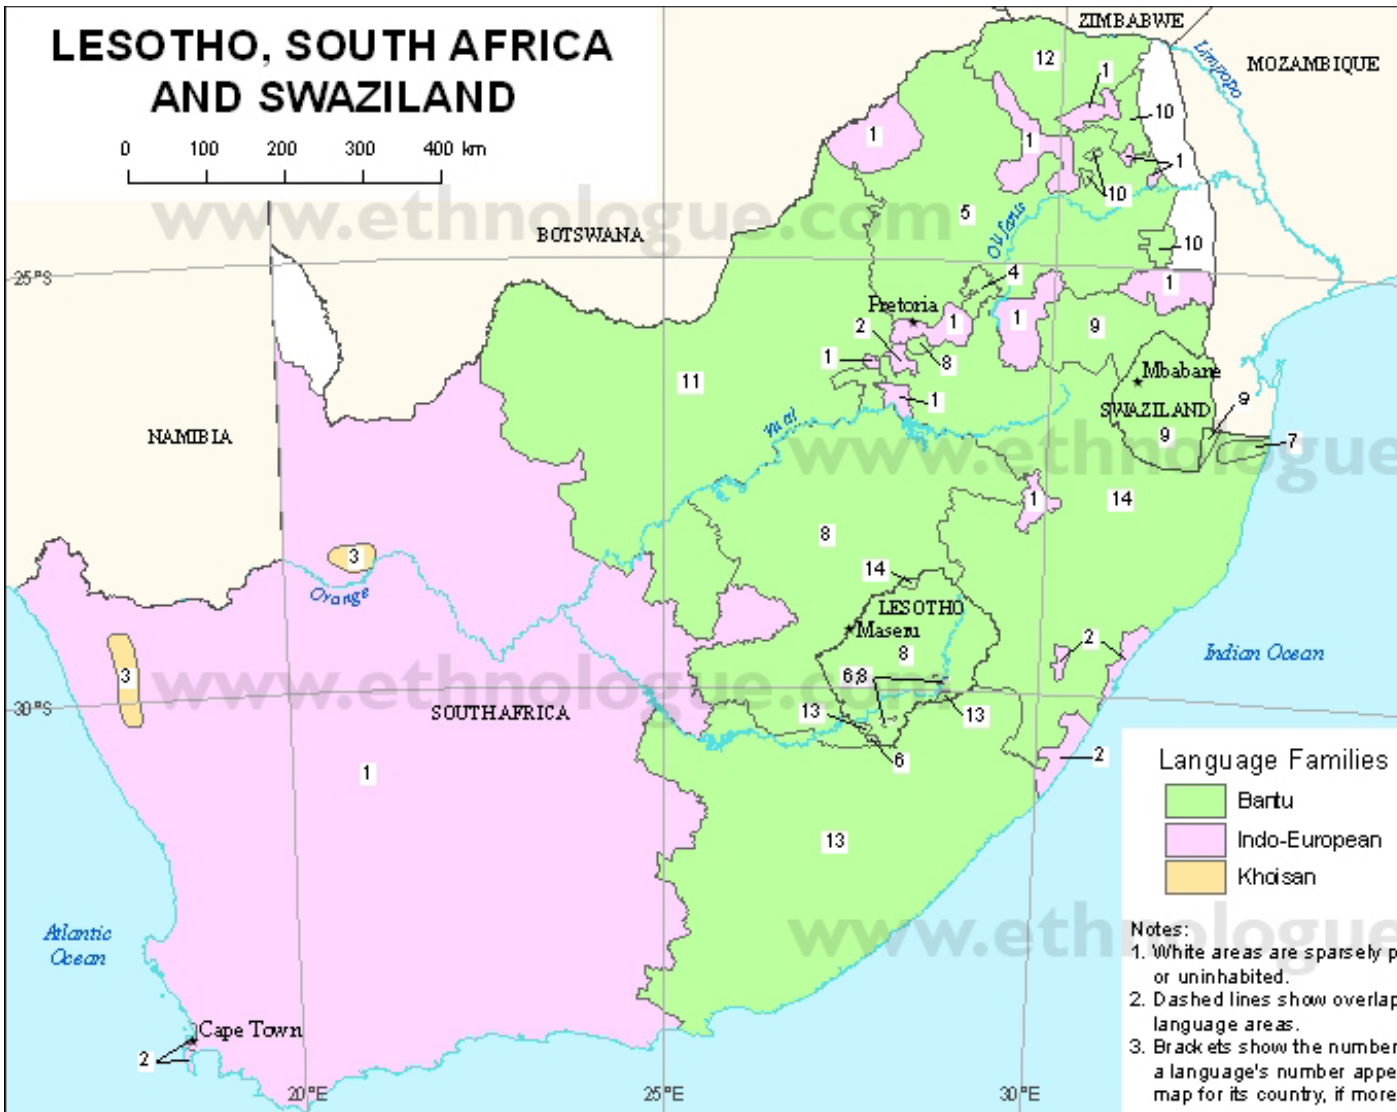 LESOTHO, SOUTH AFRICA
AND SWAZILAND
0 100 200 300 400 km
ZIMBABWE
MOZAMBIQUE
Limpopo
12
1
10
1
1
1
10
www.ethnologue.com
5
Olifants
BOTSWANA
10
25°S
4
1
Pretoria
2
1
1
9
1
8
11
Mbabane
1
SWAZILAND
9
NAMIBIA
Vaal
9
7
www.ethnologue
1
14
8
3
14
Orange
LESOTHO
Maseru
2
8
Indian Ocean
3
6,8
www.ethnologue.com
30°S
SOUTH AFRICA
13
13
6
2
1
13
Language Families
Bantu
Indo-European
Khoisan
www.ethnologue
Atlantic
Ocean
Notes:
1. White areas are sparsely p
or uninhabited.
2. Dashed lines show overlap
language areas.
3. Brackets show the number
a language's number appe
map for its country, if more
Cape Town
2
20°E
25°E
30°E